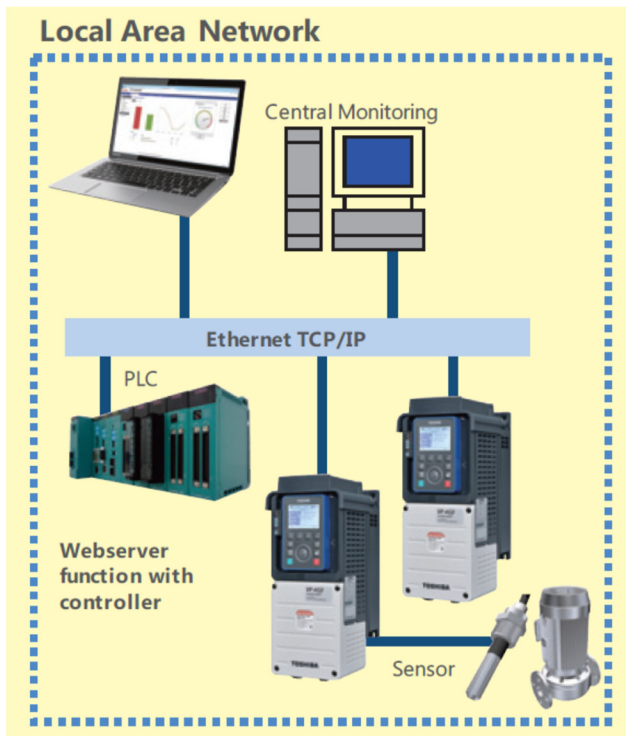 Local Area Network
Central Monitoring
Ethernet TCP/IP
PLC
Webserver
function with
controller
TOSHIBA
TOSHIBA
Sensor